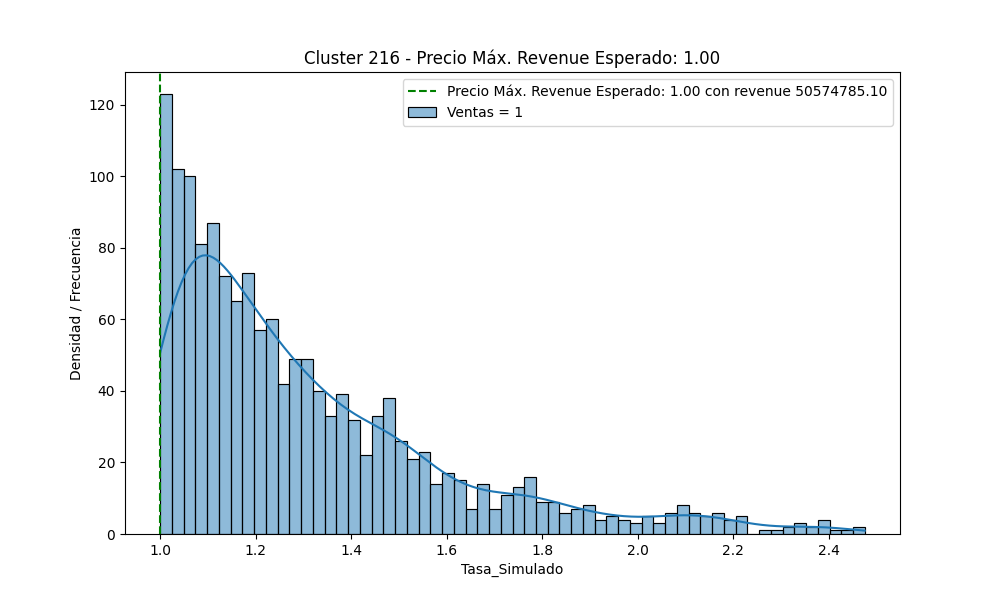 Cluster 216 - Precio Máx. Revenue Esperado: 1.00
Precio Máx. Revenue Esperado: 1.00 con revenue 50574785.10
Ventas = 1
Densidad / Frecuencia
120
100
80
60
40
20
0
1.0 1.2 1.4 1.6 1.8 2.0 2.2 2.4
Tasa_Simulado